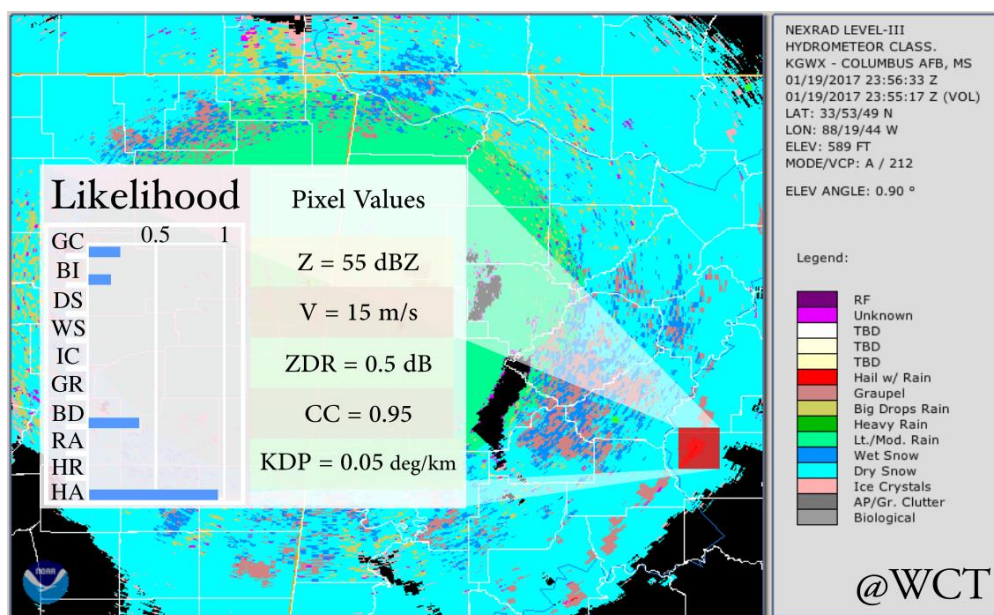 NEXRAD LEVEL-III
HYDROMETEOR CLASS.
KGWX - COLUMBUS AFB, MS
01/19/2017 23:56:33 Z
01/19/2017 23:55:17 Z (VOL)
LAT: 33/53/49 N
LON: 88/19/44 W
ELEV: 589 FT
MODE/VCP: A / 212
ELEV ANGLE: 0.90 °
Legend:
RF
Unknown
TBD
TBD
TBD
Hail w/ Rain
Graupel
Big Drops Rain
Heavy Rain
Lt./Mod. Rain
Wet Snow
Dry Snow
Ice Crystals
AP/Gr. Clutter
Biological
@WCT
Likelihood
0.5 1
GC
BI
DS
WS
IC
GR
BD
RA
HR
HA
Pixel Values
Z = 55 dBZ
V = 15 m/s
ZDR = 0.5 dB
CC = 0.95
KDP = 0.05 deg/km
NOAA